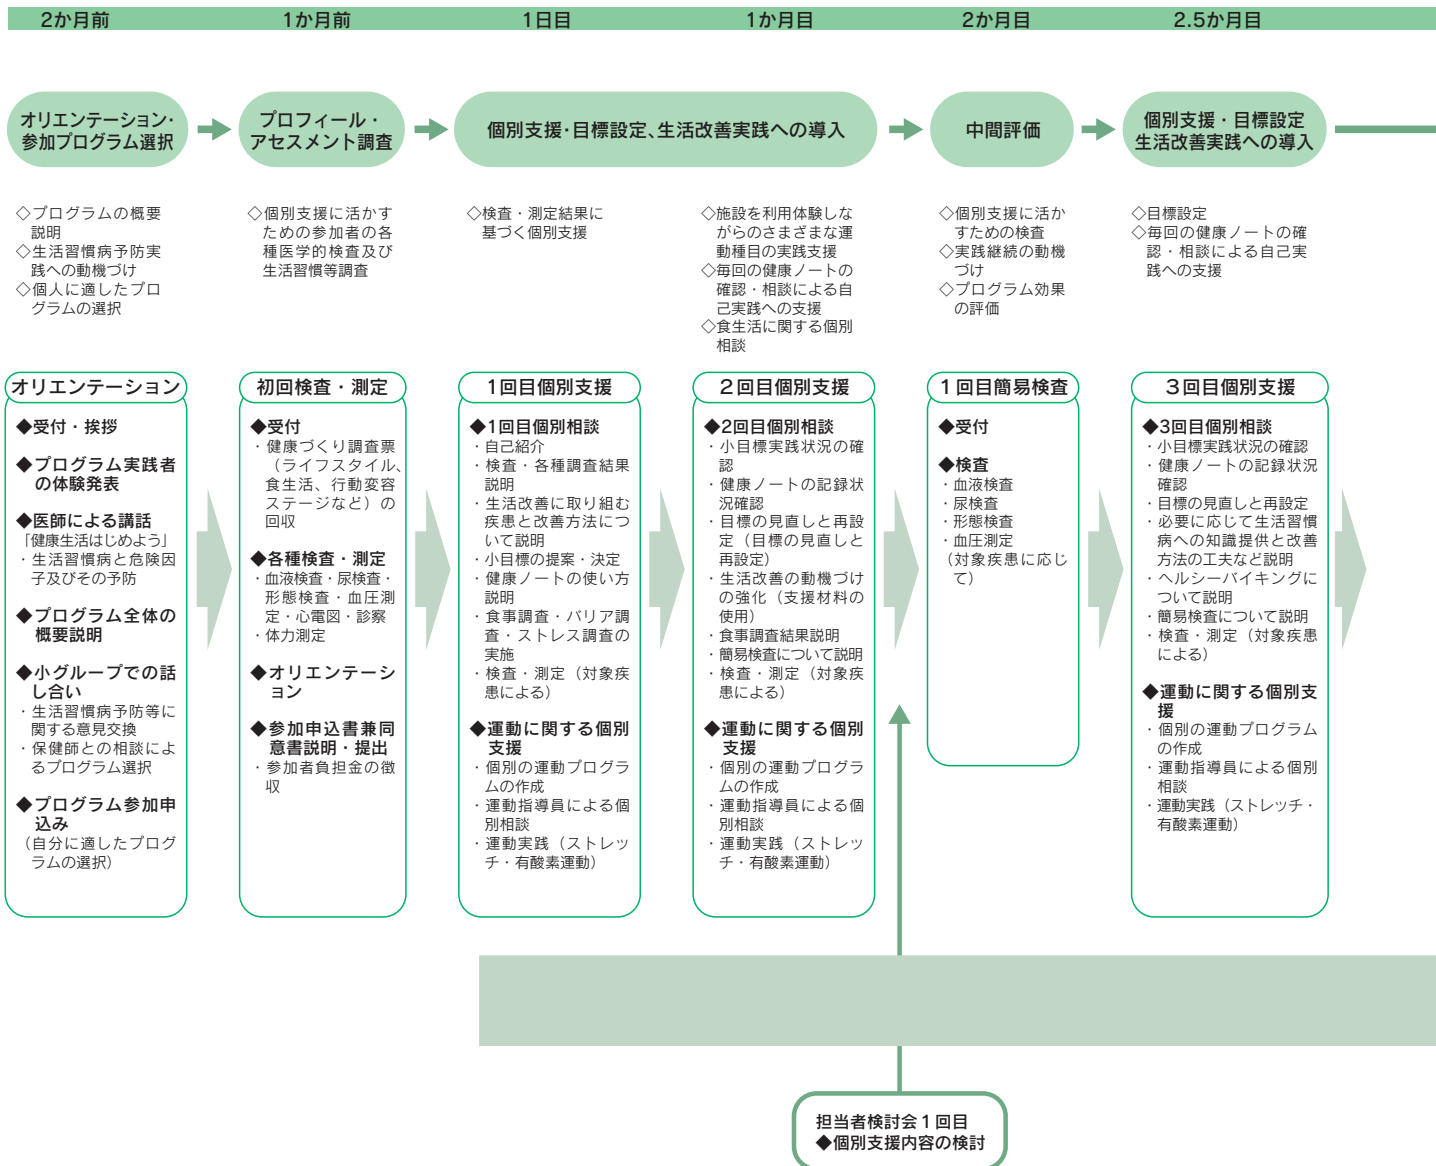 2か月前
1か月前
1日目
1か月目
2か月目
2.5か月目
オリエンテーション・
参加プログラム選択
プロフィール・
アセスメント調査
個別支援・目標設定、生活改善実践への導入
中間評価
個別支援・目標設定
生活改善実践への導入
◇プログラムの概要
説明
◇生活習慣病予防実
践への動機づけ
◇個人に適したプロ
グラムの選択
◇個別支援に活かす
ための参加者の各
種医学的検査及び
生活習慣等調査
◇検査・測定結果に
基づく個別支援
◇施設を利用体験しな
がらのさまざまな運
動種目の実践支援
◇毎回の健康ノートの
確認・相談による自
己実践への支援
◇食生活に関する個別
相談
◇個別支援に活か
すための検査
◇実践継続の動機
づけ
◇プログラム効果
の評価
◇目標設定
◇毎回の健康ノートの確
認・相談による自己実
践への支援
オリエンテーション
◆受付・挨拶
◆プログラム実践者
の体験発表
◆医師による講話
「健康生活はじめよう」
・生活習慣病と危険因
子及びその予防
◆プログラム全体の
概要説明
◆小グループでの話
し合い
・生活習慣病予防等に
関する意見交換
・保健師との相談によ
るプログラム選択
◆プログラム参加申
込み
（自分に適したプログ
ラムの選択）
初回検査・測定
◆受付
・健康づくり調査票
（ライフスタイル、
食生活、行動変容
ステージなど）の
回収
◆各種検査・測定
・血液検査・尿検査・
形態検査・血圧測
定・心電図・診察
・体力測定
◆オリエンテーシ
ョン
◆参加申込書兼同
意書説明・提出
・参加者負担金の徴
収
1回目個別支援
◆1回目個別相談
・自己紹介
・検査・各種調査結果
説明
・生活改善に取り組む
疾患と改善方法につ
いて説明
・小目標の提案・決定
・健康ノートの使い方
説明
・食事調査・バリア調
査・ストレス調査の
実施
・検査・測定（対象疾
患による）
◆運動に関する個別
支援
・個別の運動プログラ
ムの作成
・運動指導員による個
別相談
・運動実践（ストレッ
チ・有酸素運動）
2回目個別支援
◆2回目個別相談
・小目標実践状況の確
認
・健康ノートの記録状
況確認
・目標の見直しと再設
定（目標の見直しと
再設定）
・生活改善の動機づけ
の強化（支援材料の
使用）
・食事調査結果説明
・簡易検査について説明
・検査・測定（対象疾
患による）
◆運動に関する個別
支援
・個別の運動プログラ
ムの作成
・運動指導員による個
別相談
・運動実践（ストレッ
チ・有酸素運動）
1回目簡易検査
◆受付
◆検査
・血液検査
・尿検査
・形態検査
・血圧測定
（対象疾患に応じ
て）
3回目個別支援
◆3回目個別相談
・小目標実践状況の確認
・健康ノートの記録状況
確認
・目標の見直しと再設定
・必要に応じて生活習慣
病への知識提供と改善
方法の工夫など説明
・ヘルシーバイキングに
ついて説明
・簡易検査について説明
・検査・測定（対象疾患
による）
◆運動に関する個別支
援
・個別の運動プログラム
の作成
・運動指導員による個別
相談
・運動実践（ストレッチ・
有酸素運動）
担当者検討会1回目
◆個別支援内容の検討